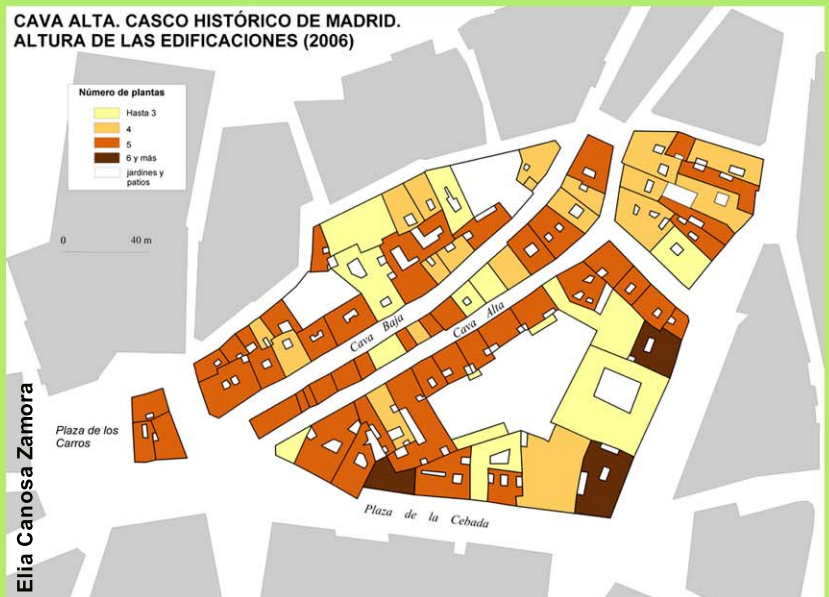 CAVA ALTA. CASCO HISTÓRICO DE MADRID.
ALTURA DE LAS EDIFICACIONES (2006)
Número de plantas
Hasta 3
4
5
6 y más
jardines y
patios
0 40 m
Cava Baja
Cava Alta
Plaza de los
Carros
Plaza de la Cebada
Elia Canosa Zamora